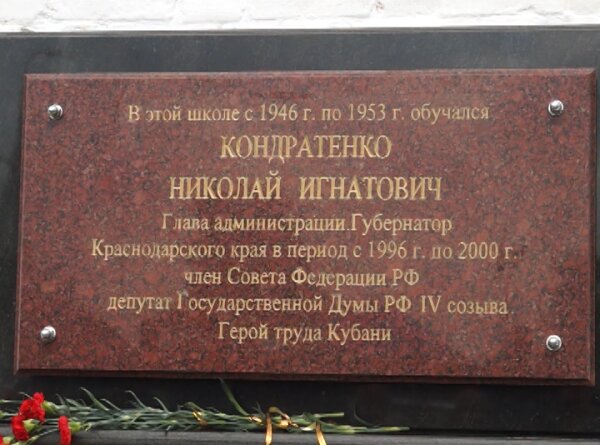 В этой школе с 1946 г. по 1953 г. обучался
КОНДРАТЕНКО
НИКОЛАЙ ИГНАТОВИЧ
Глава администрации.Губернатор
Краснодарского края в период с 1996 г. по 2000 г.
член Совета Федерации РФ
депутат Государственной Думы РФ IV созыва
Герой труда Кубани